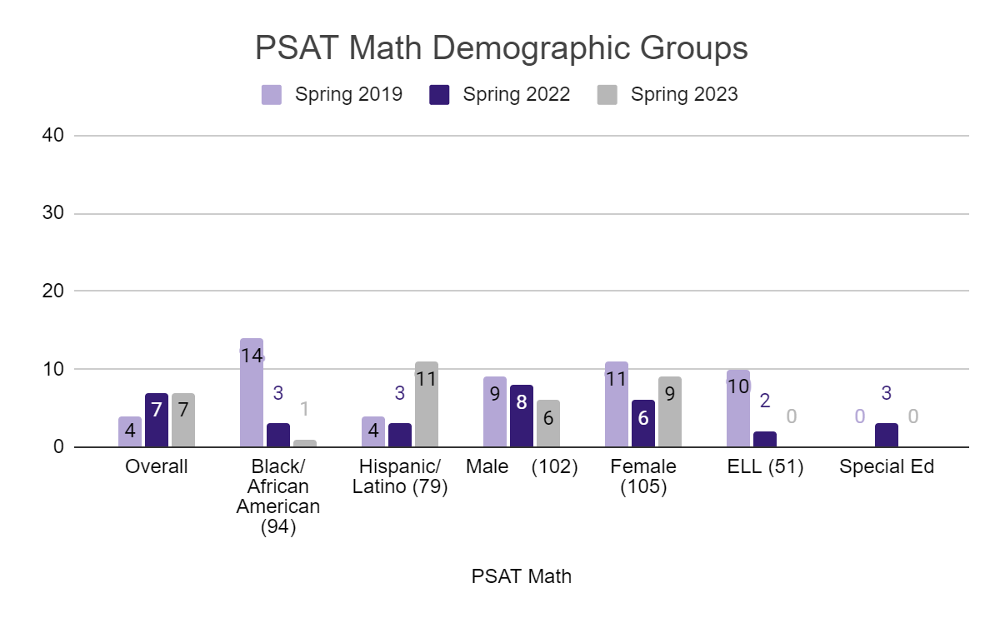 PSAT Math Demographic Groups
Spring 2019 Spring 2022 Spring 2023
40
30
20
10
0
4 7 7
14 3 1
4 3 11
9 8 6
11 6 9
10 2 0
0 3 0
Overall
Black/
African
American
(94)
Hispanic/
Latino (79)
Male (102)
Female
(105)
ELL (51)
Special Ed
PSAT Math